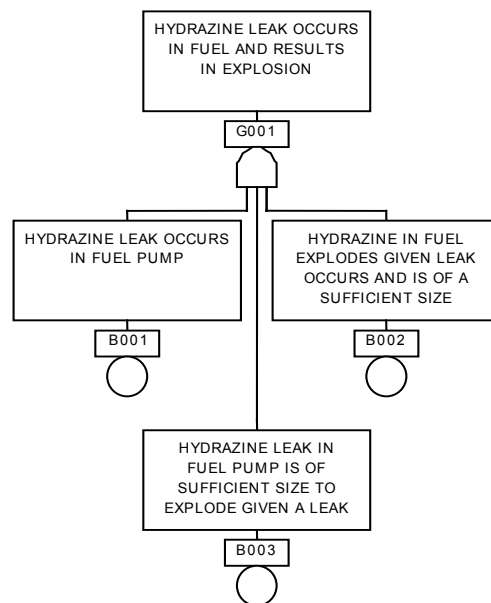 HYDRAZINE LEAK OCCURS
IN FUEL AND RESULTS
IN EXPLOSION
G001
HYDRAZINE LEAK OCCURS
IN FUEL PUMP
B001
HYDRAZINE IN FUEL
EXPLODES GIVEN LEAK
OCCURS AND IS OF A
SUFFICIENT SIZE
B002
HYDRAZINE LEAK IN
FUEL PUMP IS OF
SUFFICIENT SIZE TO
EXPLODE GIVEN A LEAK
B003